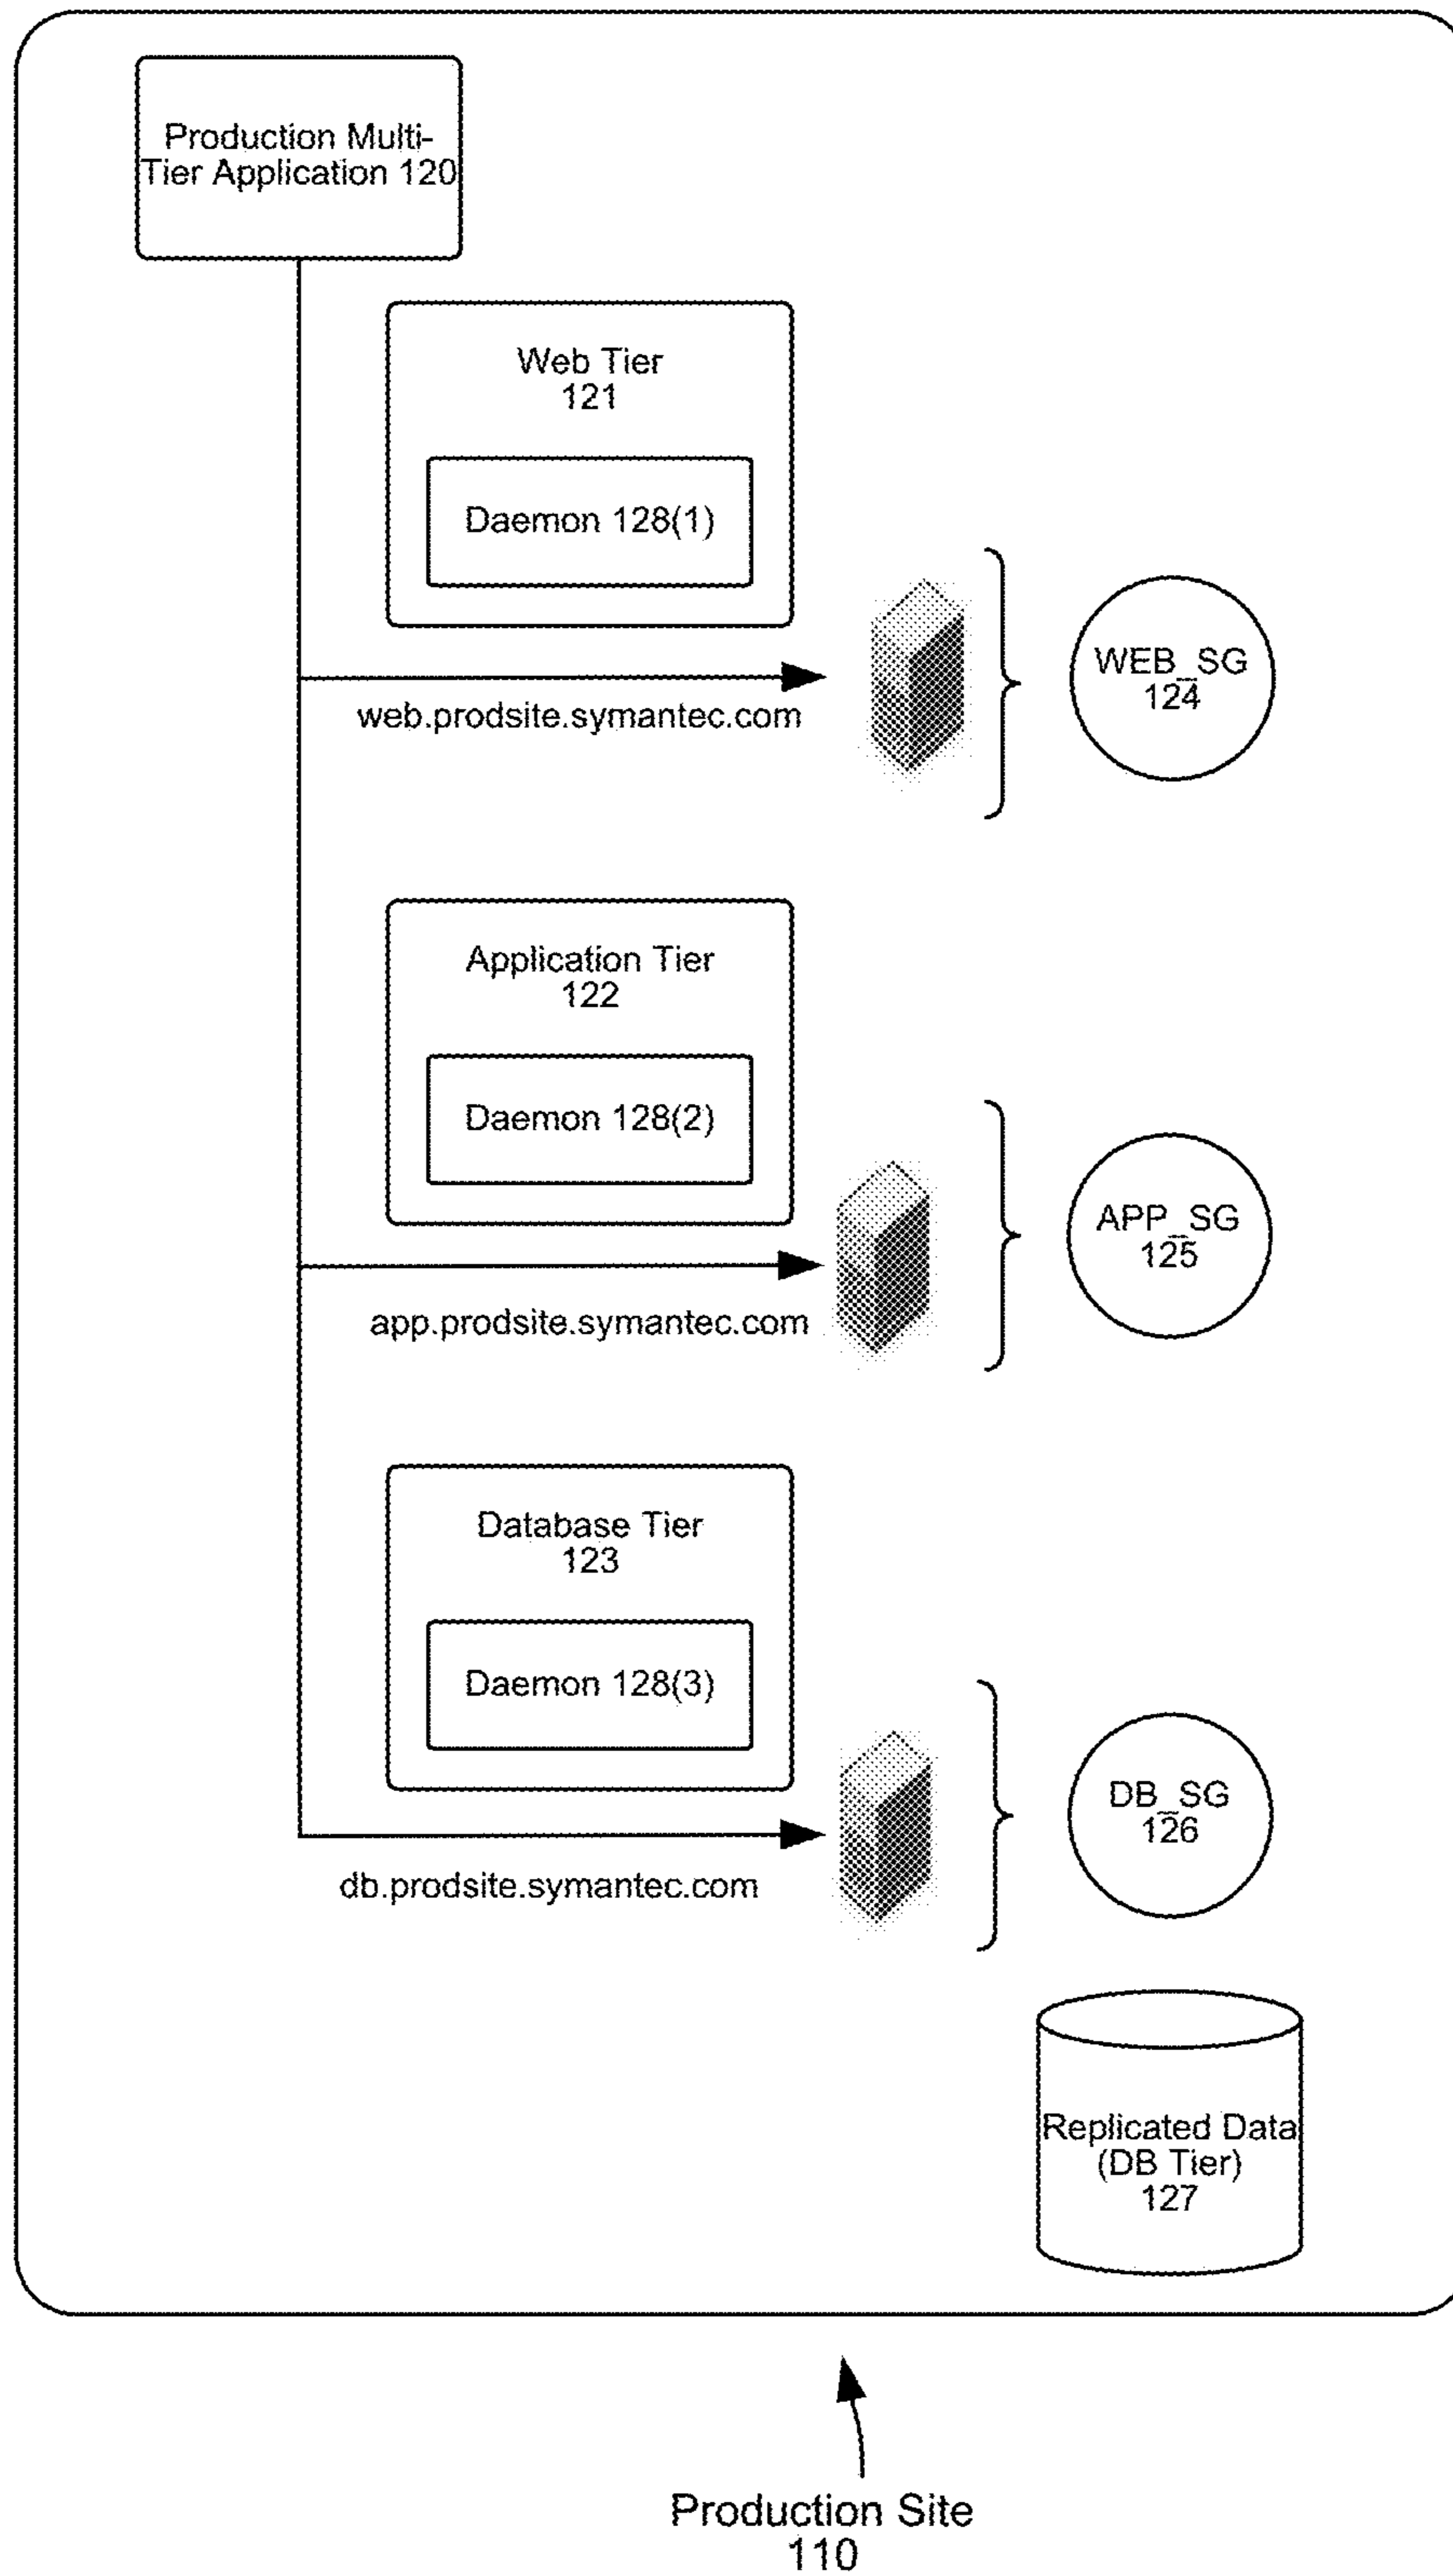 Production Multi-
Tier Application 120
Web Tier
121
Daemon 128(1)
web.prodsite.symantec.com
WEB_SG
124
Application Tier
122
Daemon 128(2)
app.prodsite.symantec.com
APP_SG
125
Database Tier
123
Daemon 128(3)
db.prodsite.symantec.com
DB_SG
126
Replicated Data
(DB Tier)
127
Production Site
110